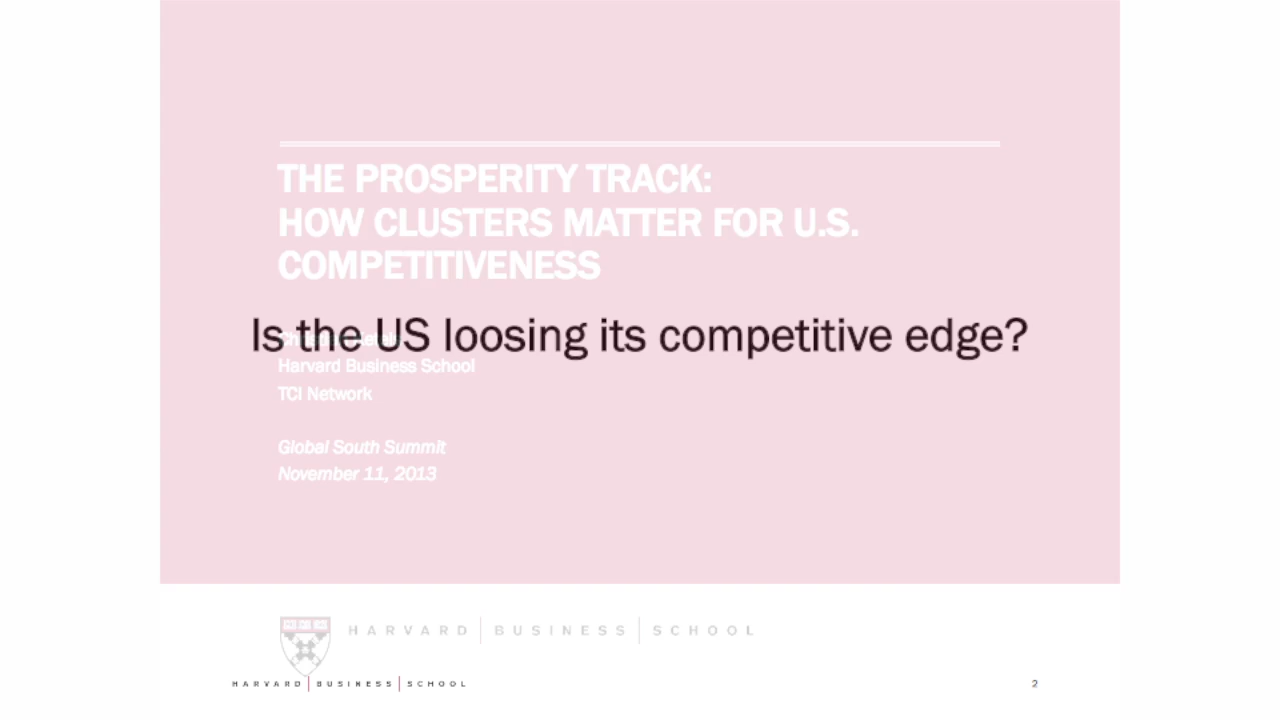 THE PROSPERITY TRACK:
HOW CLUSTERS MATTER FOR U.S.
COMPETITIVENESS
Is the US loosing its competitive edge?
Harvard Business School
TCI Network
Global South Summit
November 11, 2013
HARVARD BUSINESS SCHOOL
HARVARD BUSINESS SCHOOL
2